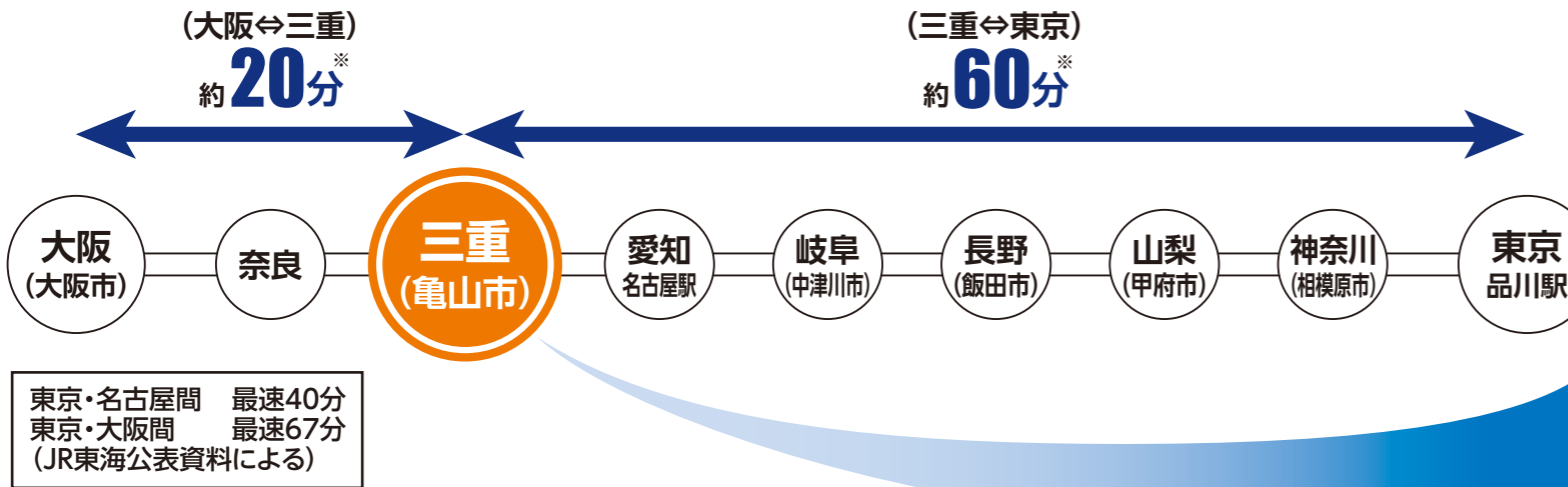 (大阪⇔三重)
約20分※
(三重⇔東京)
約60分※
大阪
(大阪市)
奈良
三重
(亀山市)
愛知
名古屋駅
岐阜
(中津川市)
長野
(飯田市)
山梨
(甲府市)
神奈川
(相模原市)
東京
品川駅
東京・名古屋間 最速40分
東京・大阪間 最速67分
(JR東海公表資料による)